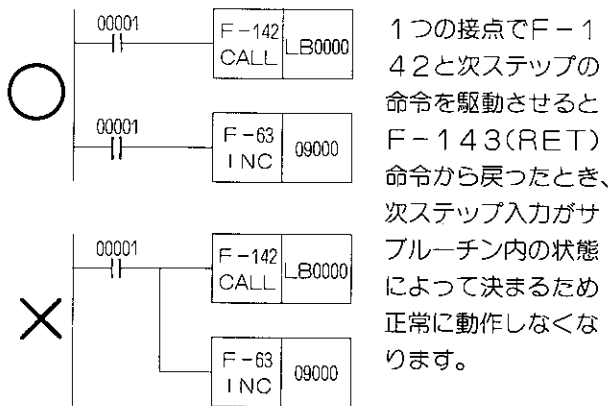 00001
F-142
CALL
LB0000
00001
F-63
INC
09000
00001
F-142
CALL
LB0000
F-63
INC
09000
1つの接点でF-1
42と次ステップの
命令を駆動させると
F-143(RET)
命令から戻ったとき、
次ステップ入力がサ
ブルーチン内の状態
によって決まるため
正常に動作しなくな
ります。